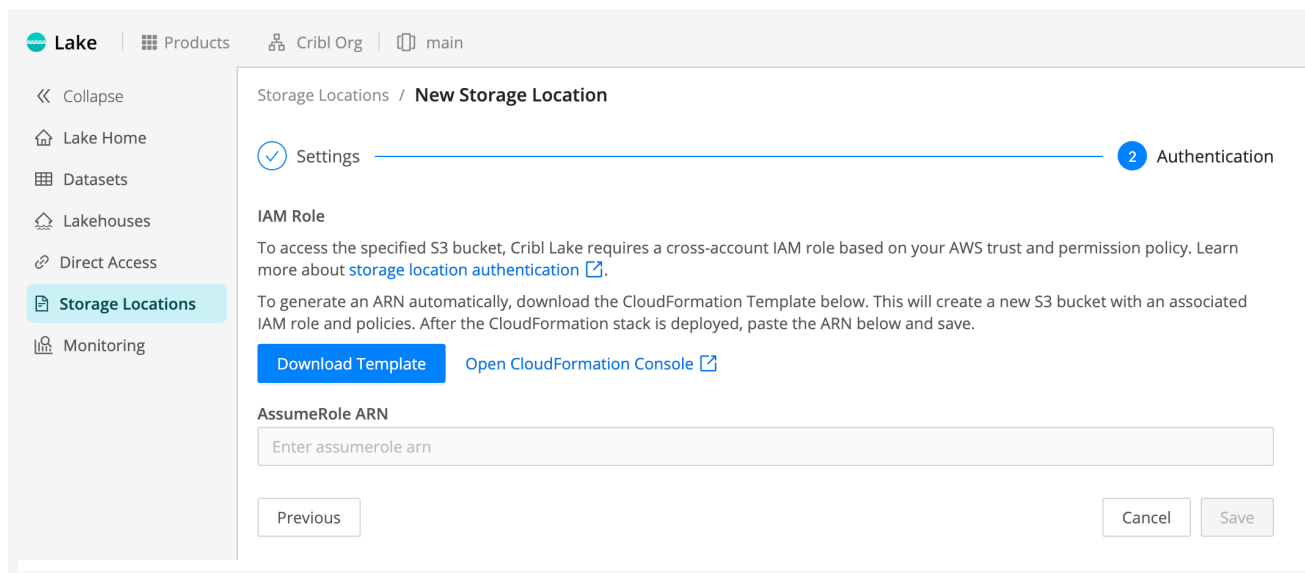 Lake Products Cribl Org main
Collapse
Lake Home
Datasets
Lakehouses
Direct Access
Storage Locations
Monitoring
Storage Locations / New Storage Location
Settings 2 Authentication
IAM Role
To access the specified S3 bucket, Cribl Lake requires a cross-account IAM role based on your AWS trust and permission policy. Learn
more about storage location authentication.
To generate an ARN automatically, download the CloudFormation Template below. This will create a new S3 bucket with an associated
IAM role and policies. After the CloudFormation stack is deployed, paste the ARN below and save.
Download Template Open CloudFormation Console
AssumeRole ARN
Enter assumerole arn
Previous Cancel Save